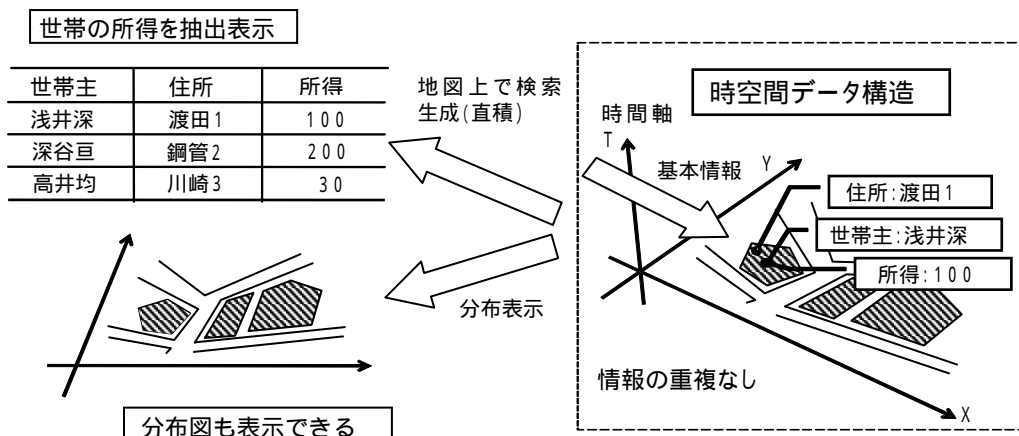 世帯の所得を抽出表示
世帯主 住所 所得
浅井深 渡田1 100
深谷亘 鋼管2 200
高井均 川崎3 30
地図上で検索
生成(直積)
分布表示
分布図も表示できる
時空間データ構造
時間軸
T
Y
基本情報
住所:渡田1
世帯主:浅井深
所得:100
情報の重複なし
X